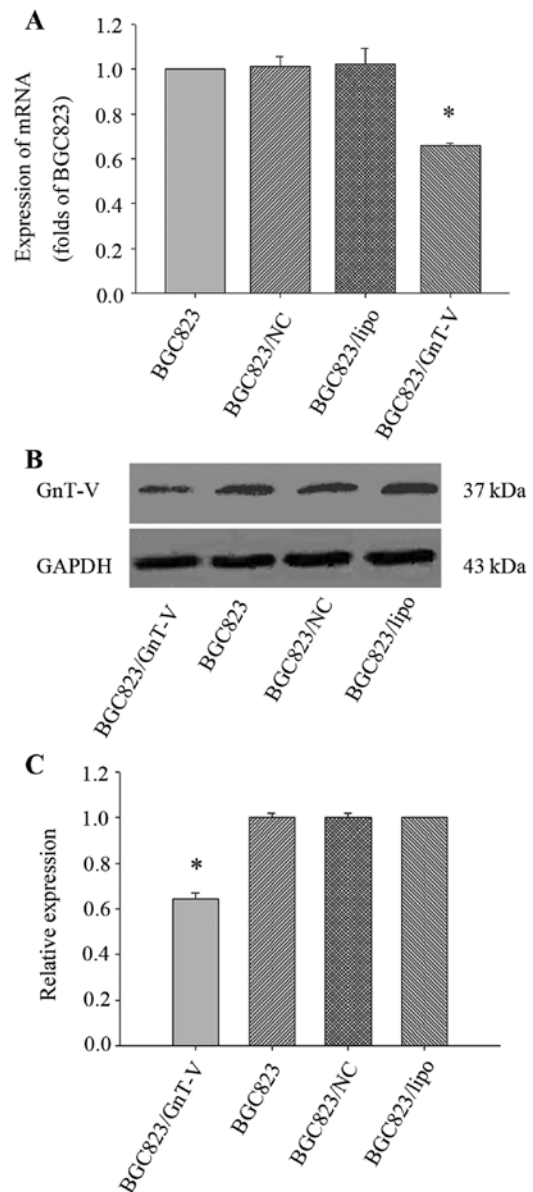 A
Expression of mRNA
(folds of BGC823)
1.2
1.0
0.8
0.6
0.4
0.2
0.0
*
BGC823
BGC823/NC
BGC823/lipo
BGC823/GnT-V
B
GnT-V
37 kDa
GAPDH
43 kDa
BGC823/GnT-V
BGC823
BGC823/NC
BGC823/lipo
C
Relative expression
1.2
1.0
0.8
0.6
0.4
0.2
0.0
*
BGC823/GnT-V
BGC823
BGC823/NC
BGC823/lipo